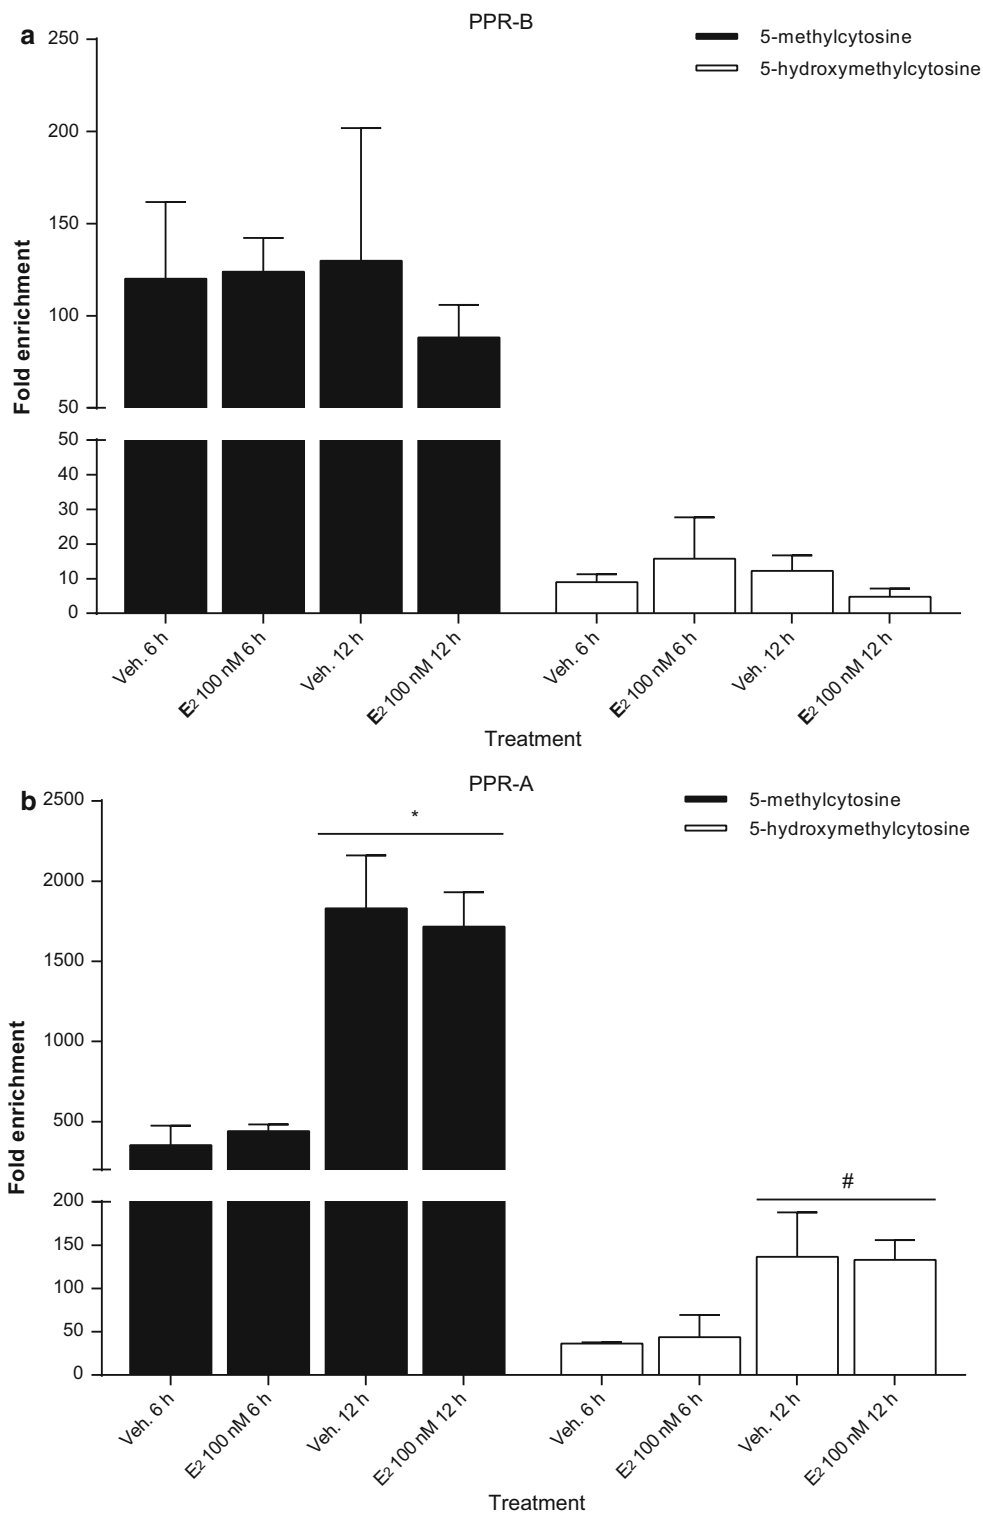 a
PPR-B
5-methylcytosine
5-hydroxymethylcytosine
Fold enrichment
250
200
150
100
50
50
40
30
20
10
0
Veh. 6 h
E2 100 nM 6 h
Veh. 12 h
E2 100 nM 12 h
Veh. 6 h
E2 100 nM 6 h
Veh. 12 h
E2 100 nM 12 h
Treatment
b
PPR-A
5-methylcytosine
5-hydroxymethylcytosine
Fold enrichment
2500
2000
1500
1000
500
200
150
100
50
0
*
#
Veh. 6 h
E2 100 nM 6 h
Veh. 12 h
E2 100 nM 12 h
Veh. 6 h
E2 100 nM 6 h
Veh. 12 h
E2 100 nM 12 h
Treatment